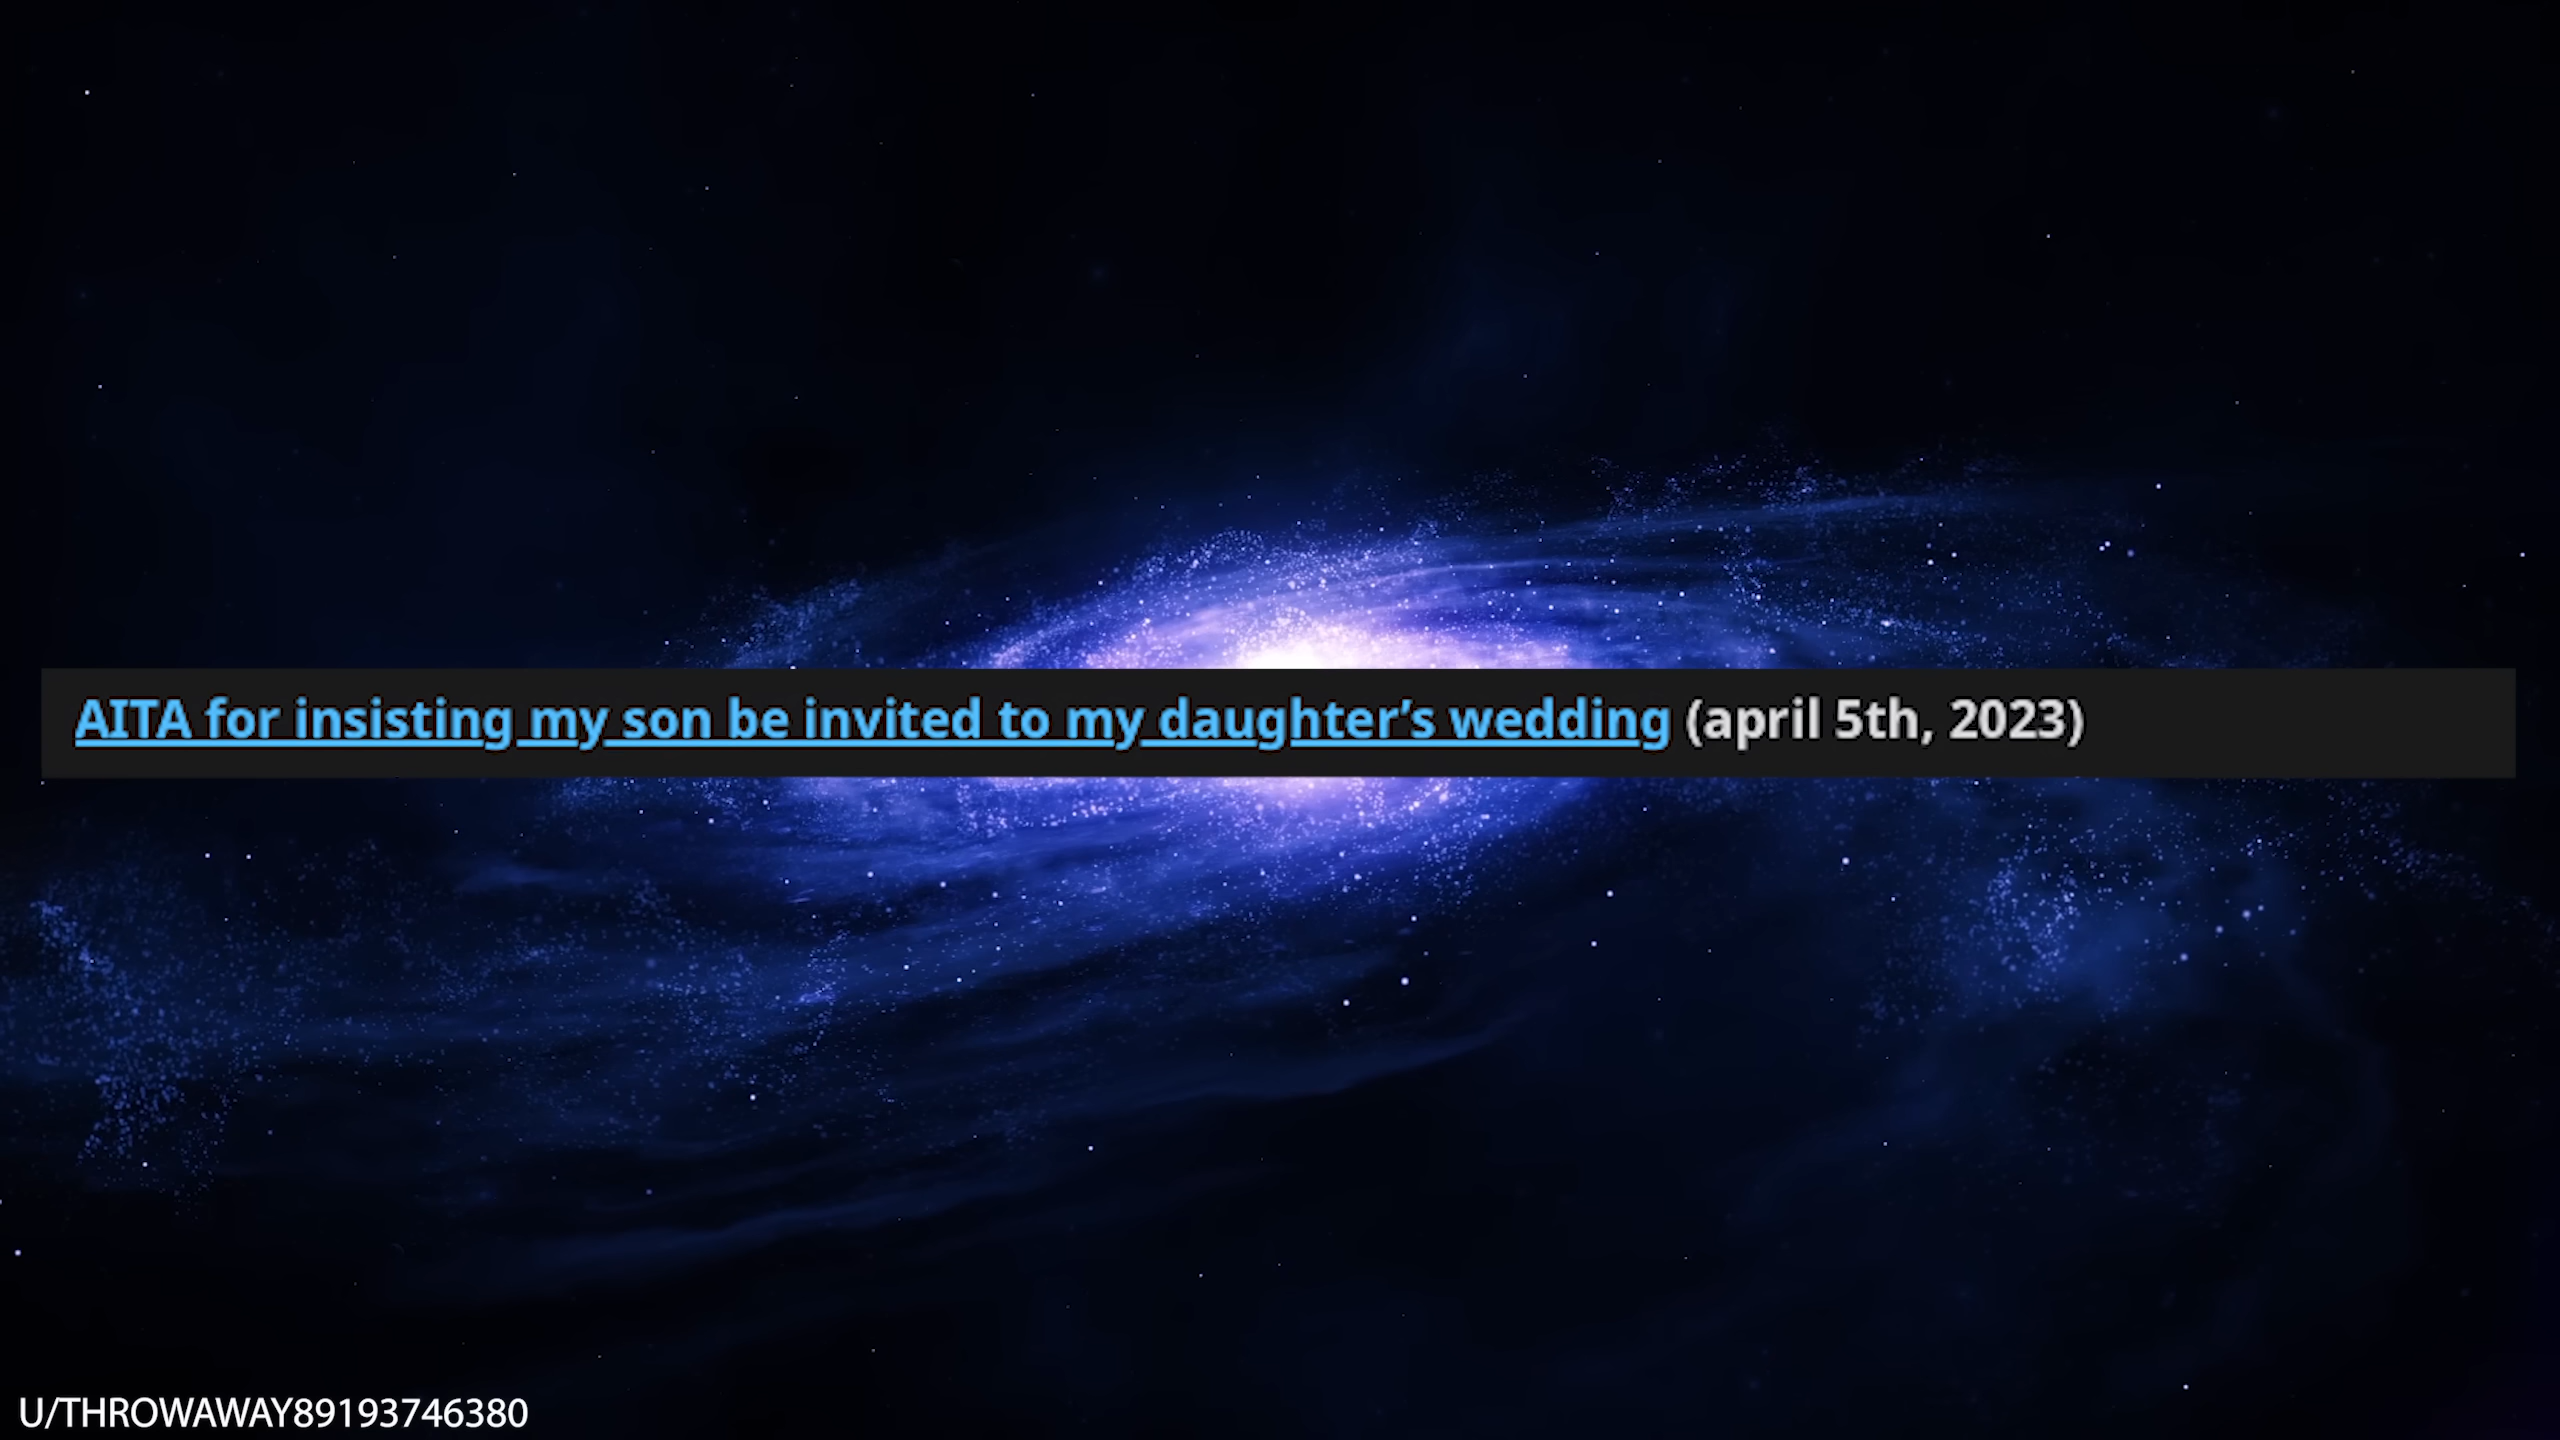 AITA for insisting my son be invited to my daughter’s wedding (april 5th, 2023)
U/THROWAWAY89193746380